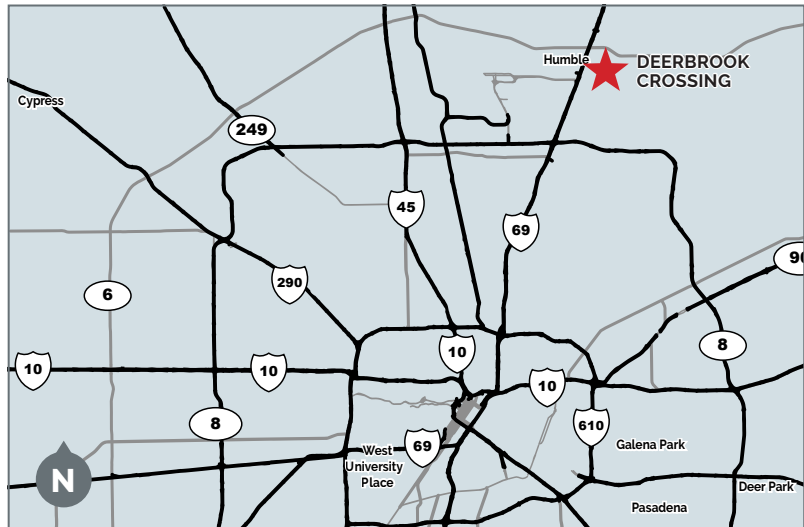 Humble
DEERBROOK
CROSSING
Cypress
249
45
69
290
90
6
8
10
10
10
10
8
610
69
West
University
Place
Galena Park
N
Deer Park
Pasadena